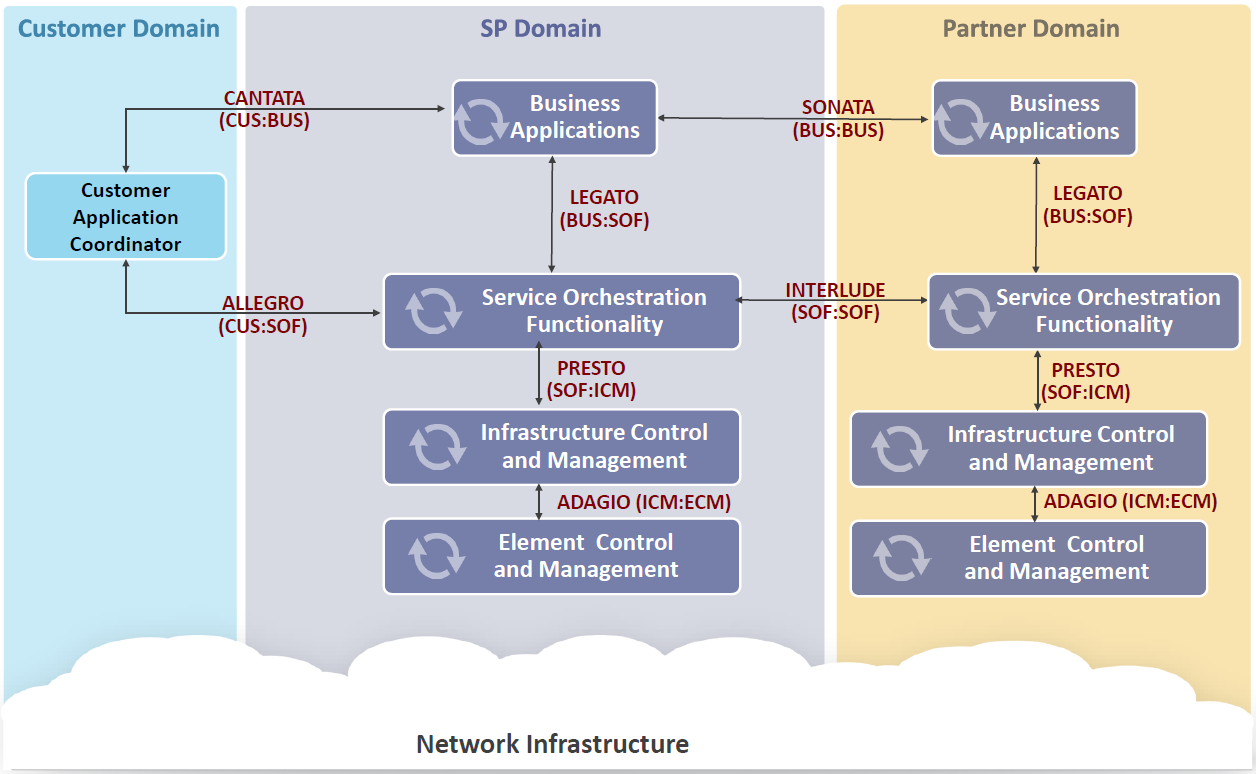 Customer Domain
SP Domain
Partner Domain
CANTATA
(CUS:BUS)
Business
Applications
SONATA
(BUS:BUS)
Business
Applications
Customer
Application
Coordinator
LEGATO
(BUS:SOF)
LEGATO
(BUS:SOF)
ALLEGRO
(CUS:SOF)
Service Orchestration
Functionality
INTERLUDE
(SOF:SOF)
Service Orchestration
Functionality
PRESTO
(SOF:ICM)
PRESTO
(SOF:ICM)
Infrastructure Control
and Management
Infrastructure Control
and Management
ADAGIO (ICM:ECM)
ADAGIO (ICM:ECM)
Element Control
and Management
Element Control
and Management
Network Infrastructure